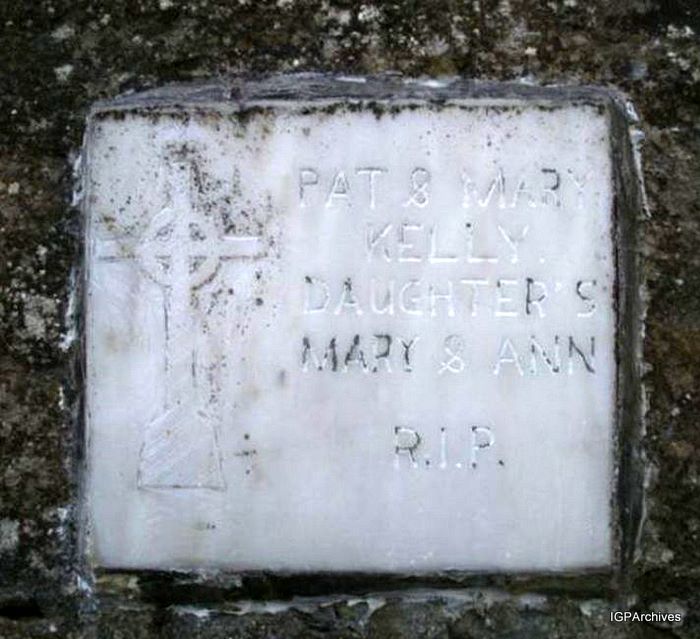 PAT & MARY
KELLY.
DAUGHTER'S
MARY & ANN
R.I.P.
IGPArchives